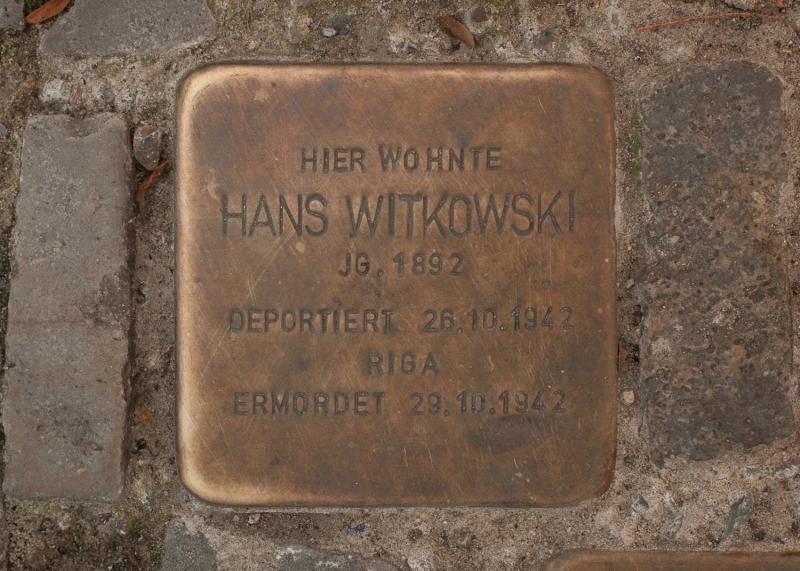 HIER WOHNTE
HANS WITKOWSKI
JG. 1892
DEPORTIERT 26.10.1942
RIGA
ERMORDET 29.10.1942